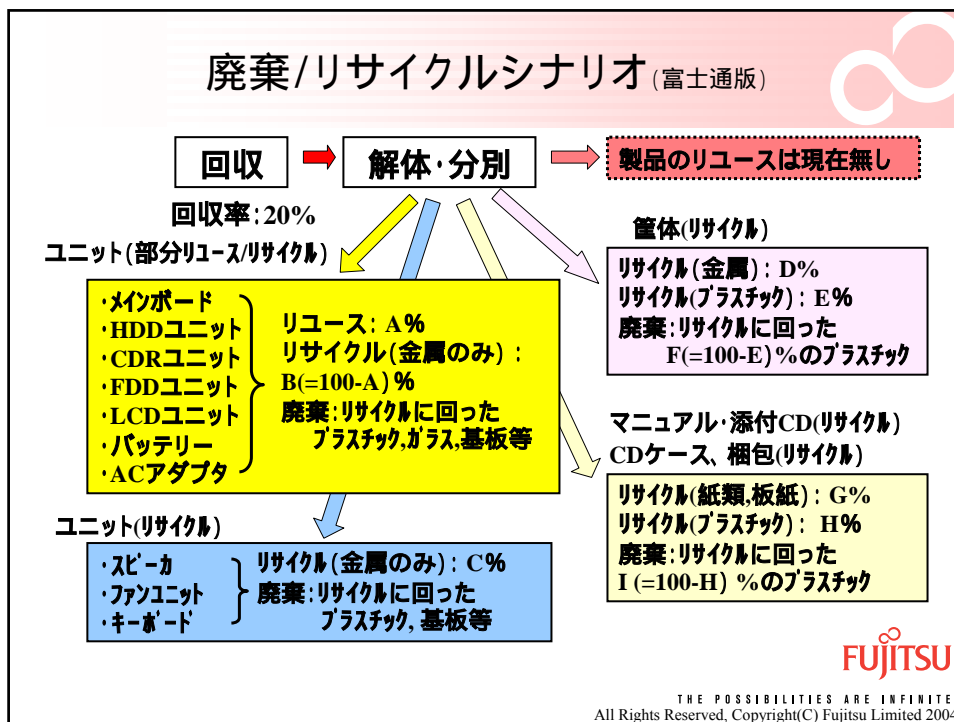 廃棄/リサイクルシナリオ(富士通版)
回収
解体・分別
製品のリユースは現在無し
回収率:20%
ユニット(部分リユース/リサイクル)
・メインボード
・HDDユニット
・CDRユニット
・FDDユニット
・LCDユニット
・バッテリー
・ACアダプタ
リユース: A%
リサイクル(金属のみ):
B(=100-A)%
廃棄:リサイクルに回った
プラスチック,ガラス,基板等
ユニット(リサイクル)
・スピーカ
・ファンユニット
・キーボード
リサイクル(金属のみ): C%
廃棄:リサイクルに回った
プラスチック, 基板等
筐体(リサイクル)
リサイクル(金属): D%
リサイクル(プラスチック): E%
廃棄:リサイクルに回った
F(=100-E)%のプラスチック
マニュアル・添付CD(リサイクル)
CDケース、梱包(リサイクル)
リサイクル(紙類,板紙): G%
リサイクル(プラスチック): H%
廃棄:リサイクルに回った
I (=100-H) %のプラスチック
FUJITSU
THE POSSIBILITIES ARE INFINITE
All Rights Reserved, Copyright(C) Fujitsu Limited 2004